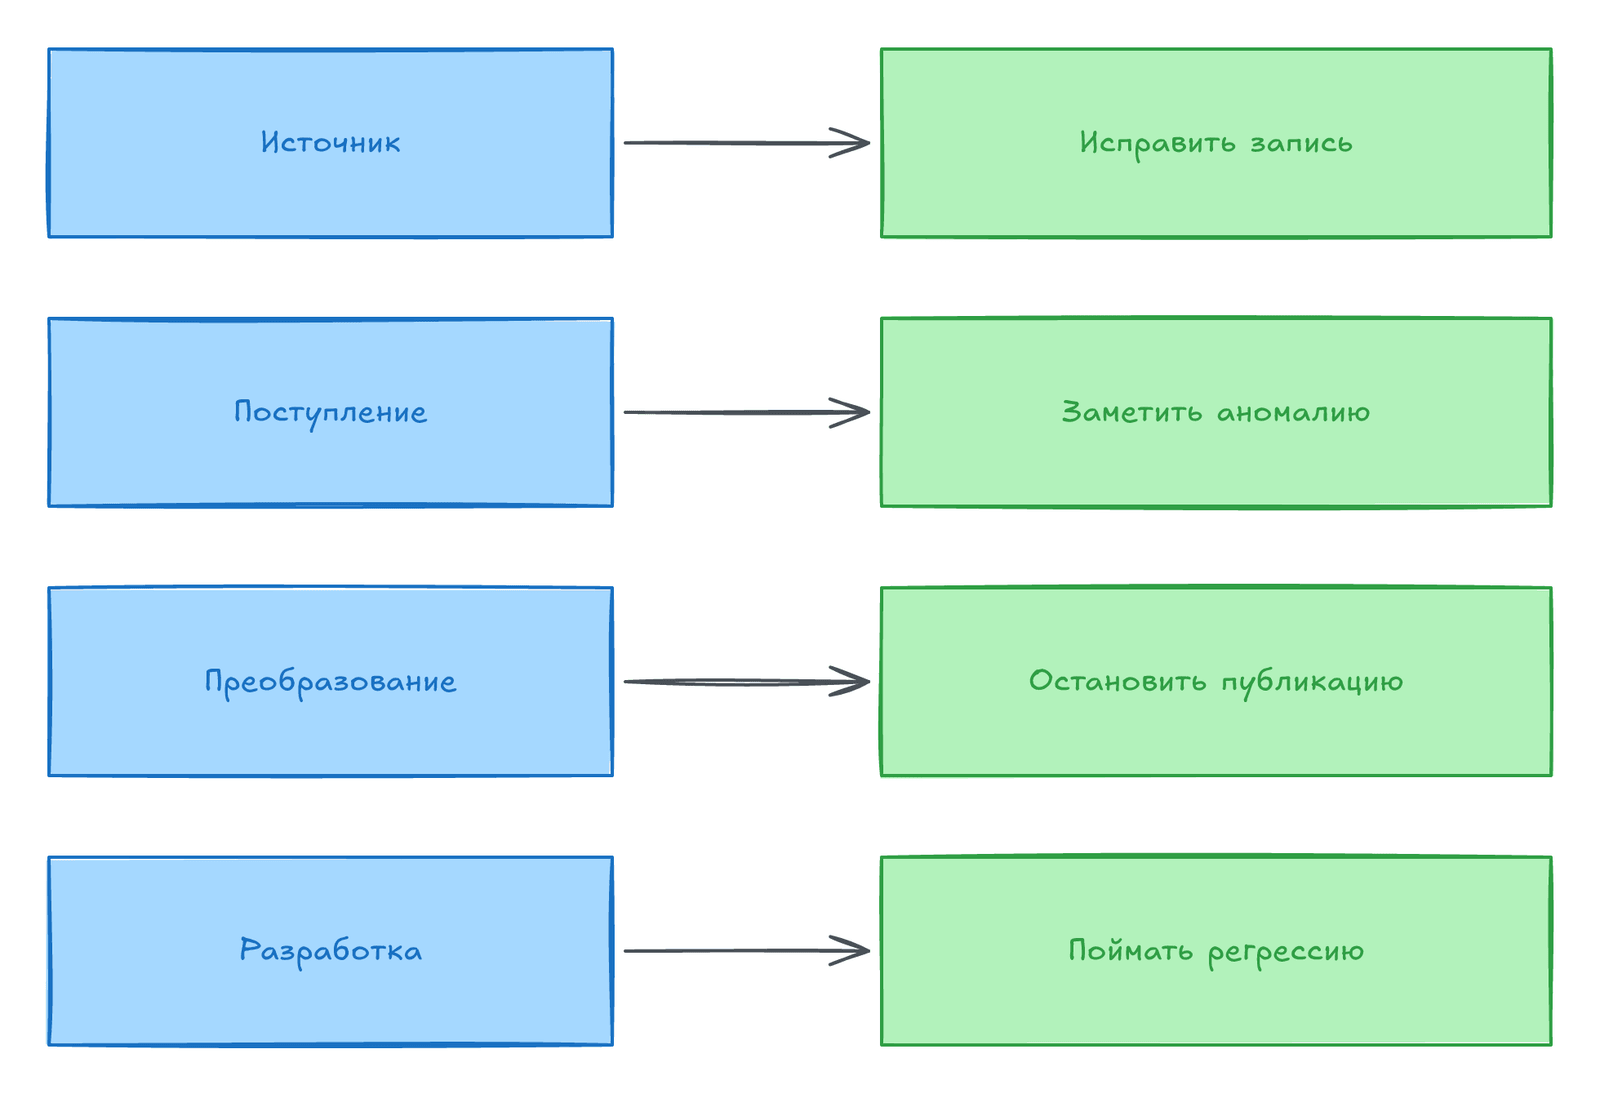 Источник
Исправить запись
Поступление
Заметить аномалию
Преобразование
Остановить публикацию
Разработка
Поймать регрессию